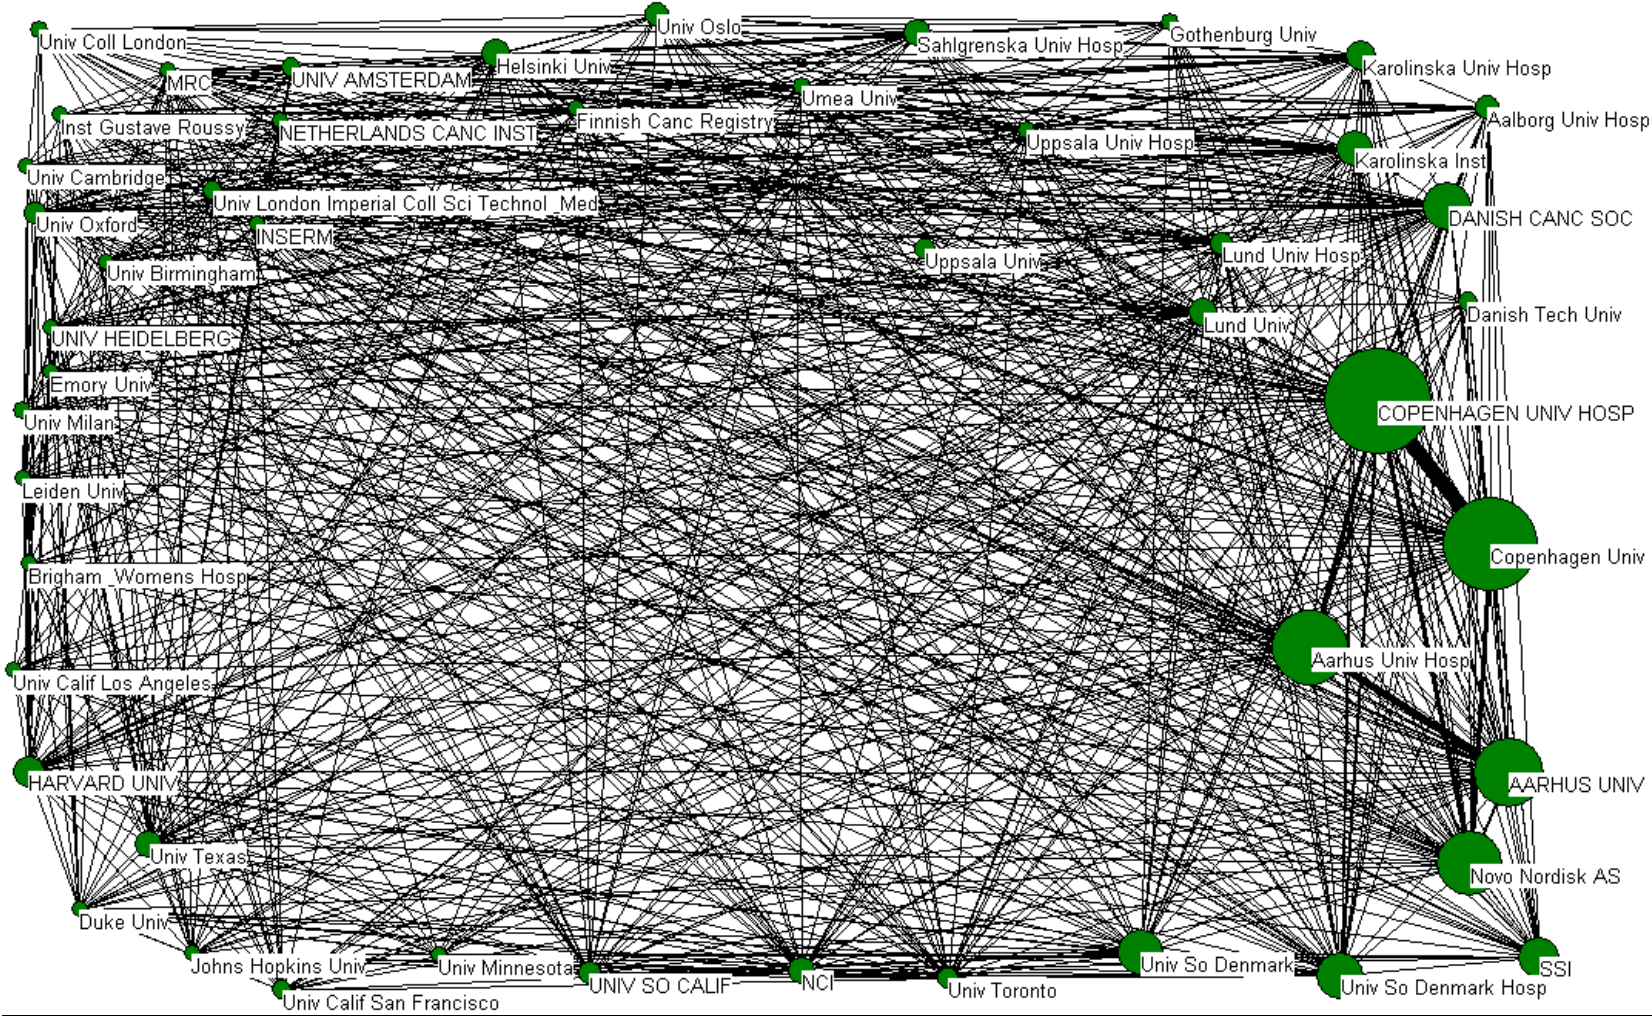 Univ Oslo
Gothenburg Univ
Univ Coll London
Sahlgrenska Univ Hosp
Helsinki Univ
Karolinska Univ Hosp
MRC
UNIV AMSTERDAM
Umea Univ
Aalborg Univ Hosp
Inst Gustave Roussy
NETHERLANDS CANC INST
Finnish Canc Registry
Uppsala Univ Hosp
Karolinska Inst
Univ Cambridge
Univ London Imperial Coll Sci Technol _Med
DANISH CANC SOC
Univ Oxford
INSERM
Uppsala Univ
Lund Univ Hosp
Univ Birmingham
Danish Tech Univ
Lund Univ
UNIV HEIDELBERG
Emory Univ
COPENHAGEN UNIV HOSP
Univ Milan
Leiden Univ
Copenhagen Univ
Brigham _Womens Hosp
Aarhus Univ Hosp
Univ Calif Los Angeles
HARVARD UNIV
AARHUS UNIV
Univ Texas
Novo Nordisk AS
Duke Univ
Johns Hopkins Univ
Univ Minnesota
Univ So Denmark
SSI
UNIV SO CALIF
NCI
Univ Toronto
Univ So Denmark Hosp
Univ Calif San Francisco